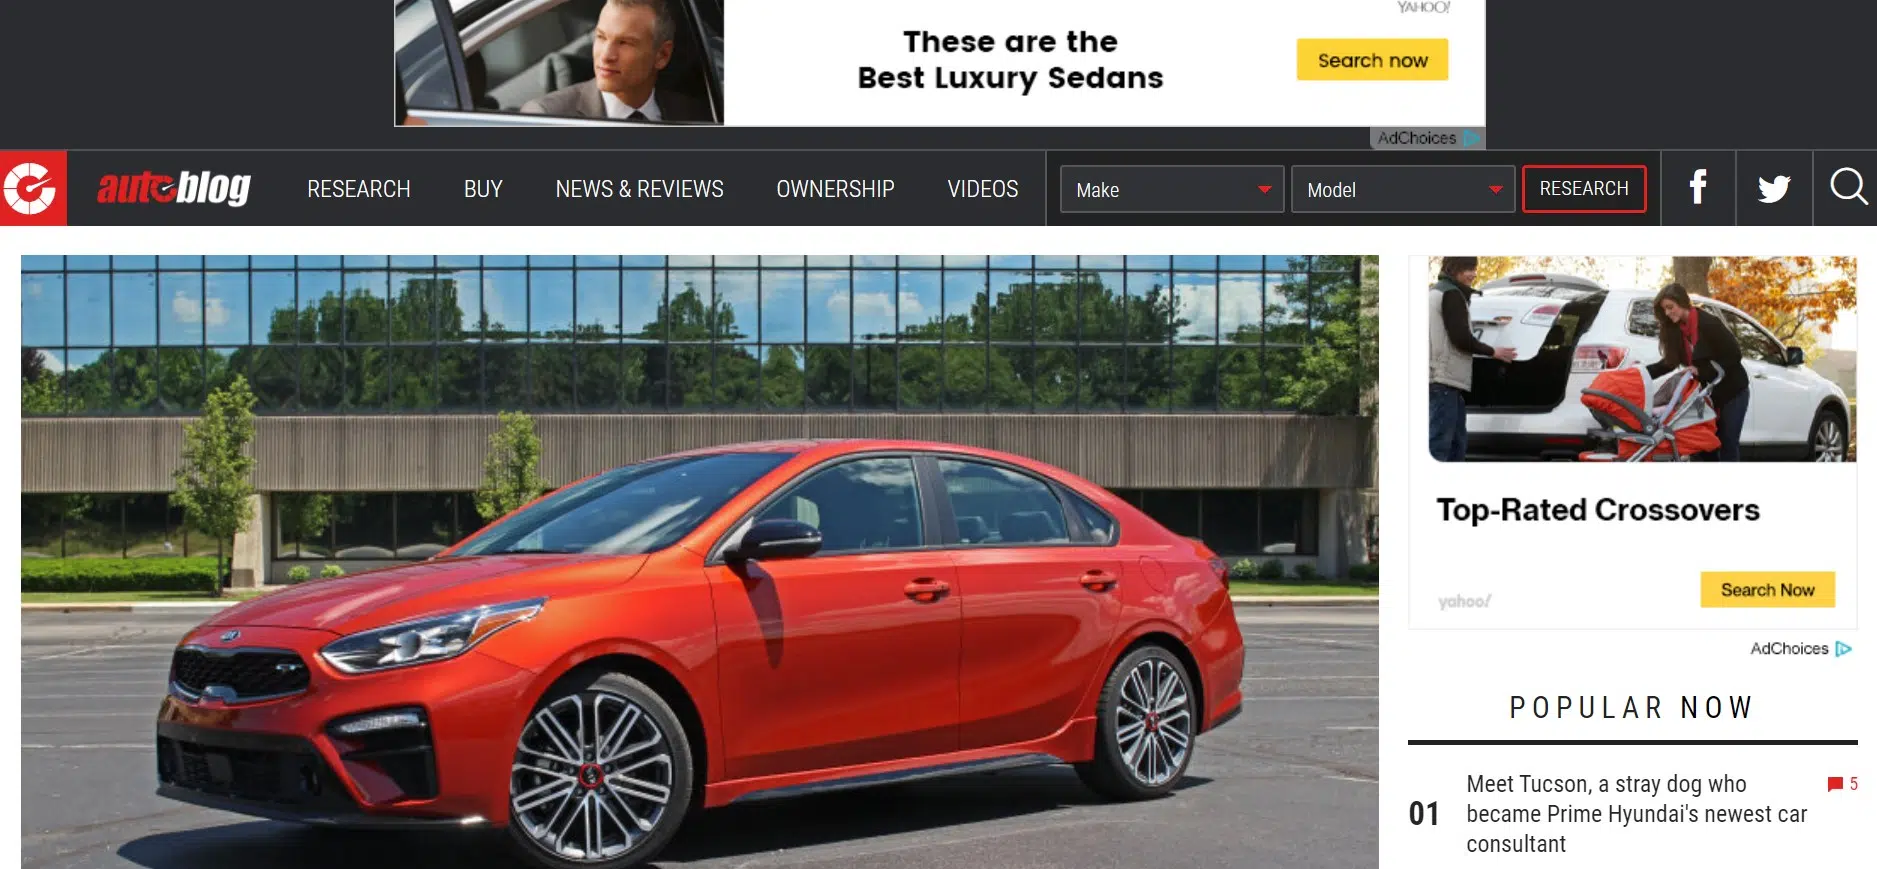 YAHOO!
These are the
Best Luxury Sedans
Search now
AdChoices
autoblog
RESEARCH
BUY
NEWS & REVIEWS
OWNERSHIP
VIDEOS
Make
Model
RESEARCH
GT
Top-Rated Crossovers
Search Now
yahoo!
AdChoices
POPULAR NOW
01
Meet Tucson, a stray dog who
became Prime Hyundai's newest car
consultant
5